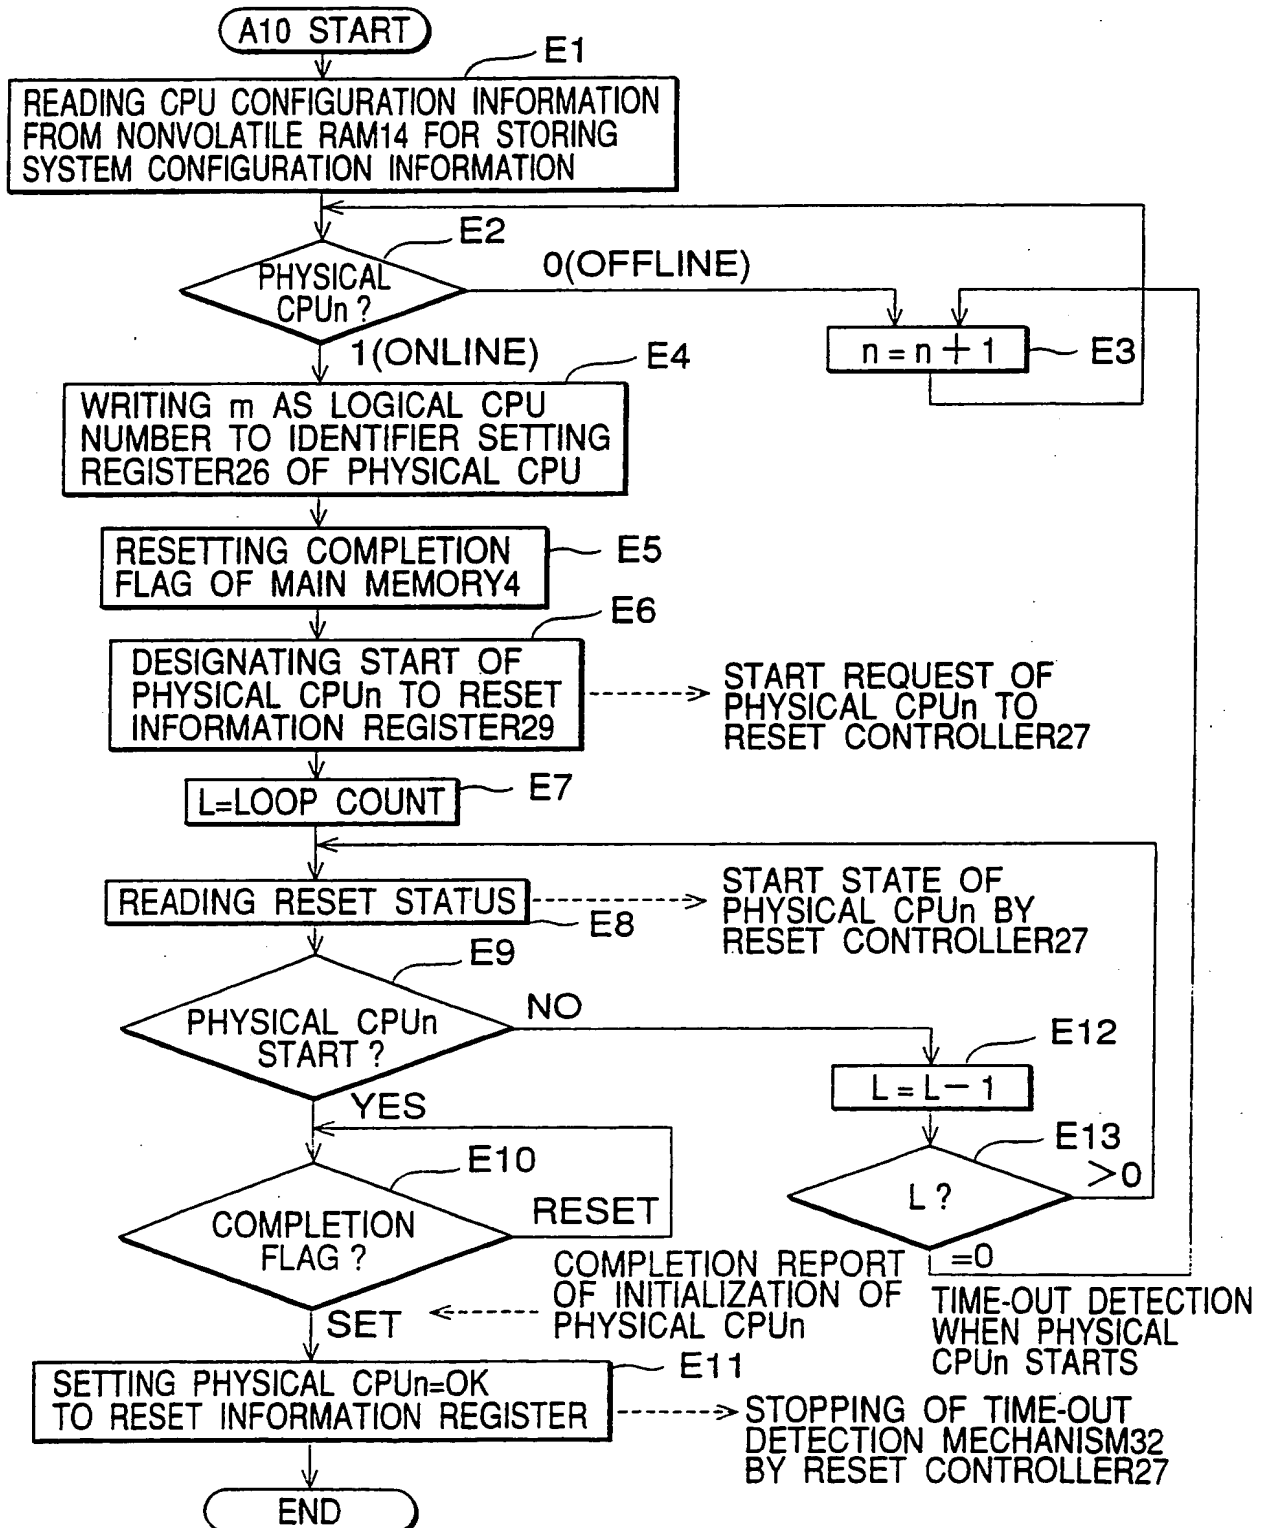 A10 START
E1
READING CPU CONFIGURATION INFORMATION
FROM NONVOLATILE RAM14 FOR STORING
SYSTEM CONFIGURATION INFORMATION
E2
PHYSICAL
CPUn ?
0(OFFLINE)
n = n + 1
E3
1(ONLINE)
E4
WRITING m AS LOGICAL CPU
NUMBER TO IDENTIFIER SETTING
REGISTER26 OF PHYSICAL CPU
E5
RESETTING COMPLETION
FLAG OF MAIN MEMORY4
E6
DESIGNATING START OF
PHYSICAL CPUn TO RESET
INFORMATION REGISTER29
START REQUEST OF
PHYSICAL CPUn TO
RESET CONTROLLER27
L=LOOP COUNT
E7
READING RESET STATUS
E8
START STATE OF
PHYSICAL CPUn BY
RESET CONTROLLER27
E9
PHYSICAL CPUn
START ?
NO
E12
L = L − 1
YES
E13
L ?
>0
=0
E10
COMPLETION
FLAG ?
RESET
COMPLETION REPORT
OF INITIALIZATION OF
PHYSICAL CPUn
TIME-OUT DETECTION
WHEN PHYSICAL
CPUn STARTS
SET
E11
SETTING PHYSICAL CPUn=OK
TO RESET INFORMATION REGISTER
STOPPING OF TIME-OUT
DETECTION MECHANISM32
BY RESET CONTROLLER27
END